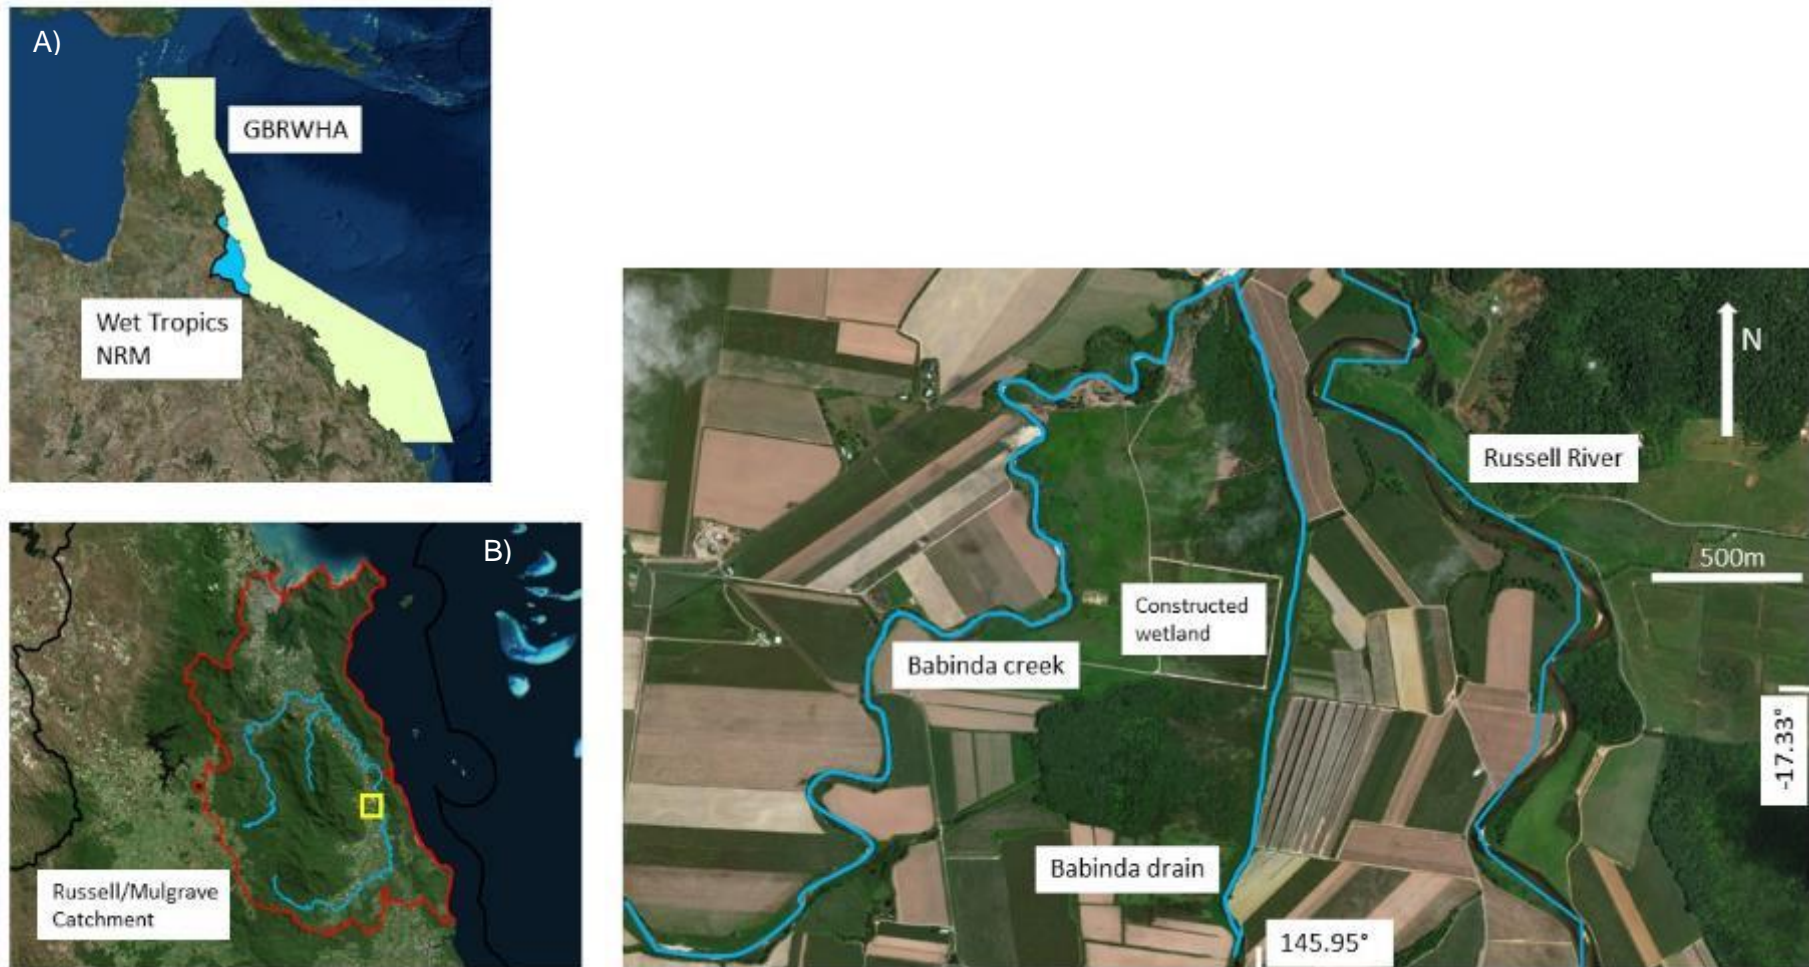 A)
GBRWHA
Wet Tropics
NRM
B)
Russell/Mulgrave
Catchment
N
Russell River
500m
Constructed
wetland
Babinda creek
-17.33°
Babinda drain
145.95°